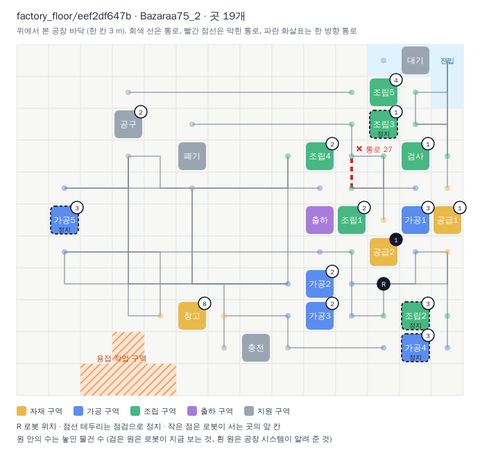 factory_floor/eef2df647b · Bazaraa75_2 · 곳 19개
위에서 본 공장 바닥 (한 칸 3 m). 회색 선은 통로, 빨간 점선은 막힌 통로, 파란 화살표는 한 방향 통로
대기
진입
조립5
4
조립3
1
정지
공구
2
폐기
조립4
2
× 통로 27
검사
1
가공5
3
정지
출하
조립1
2
가공1
3
공급1
1
공급2
1
가공2
2
R
창고
8
가공3
2
조립2
3
정지
용접 작업 구역
충전
가공4
3
정지
자재 구역
가공 구역
조립 구역
출하 구역
지원 구역
R 로봇 위치 · 점선 테두리는 점검으로 정지 · 작은 점은 로봇이 서는 곳의 앞 칸
원 안의 수는 놓인 물건 수 (검은 원은 로봇이 지금 보는 것, 흰 원은 공장 시스템이 알려 준 것)